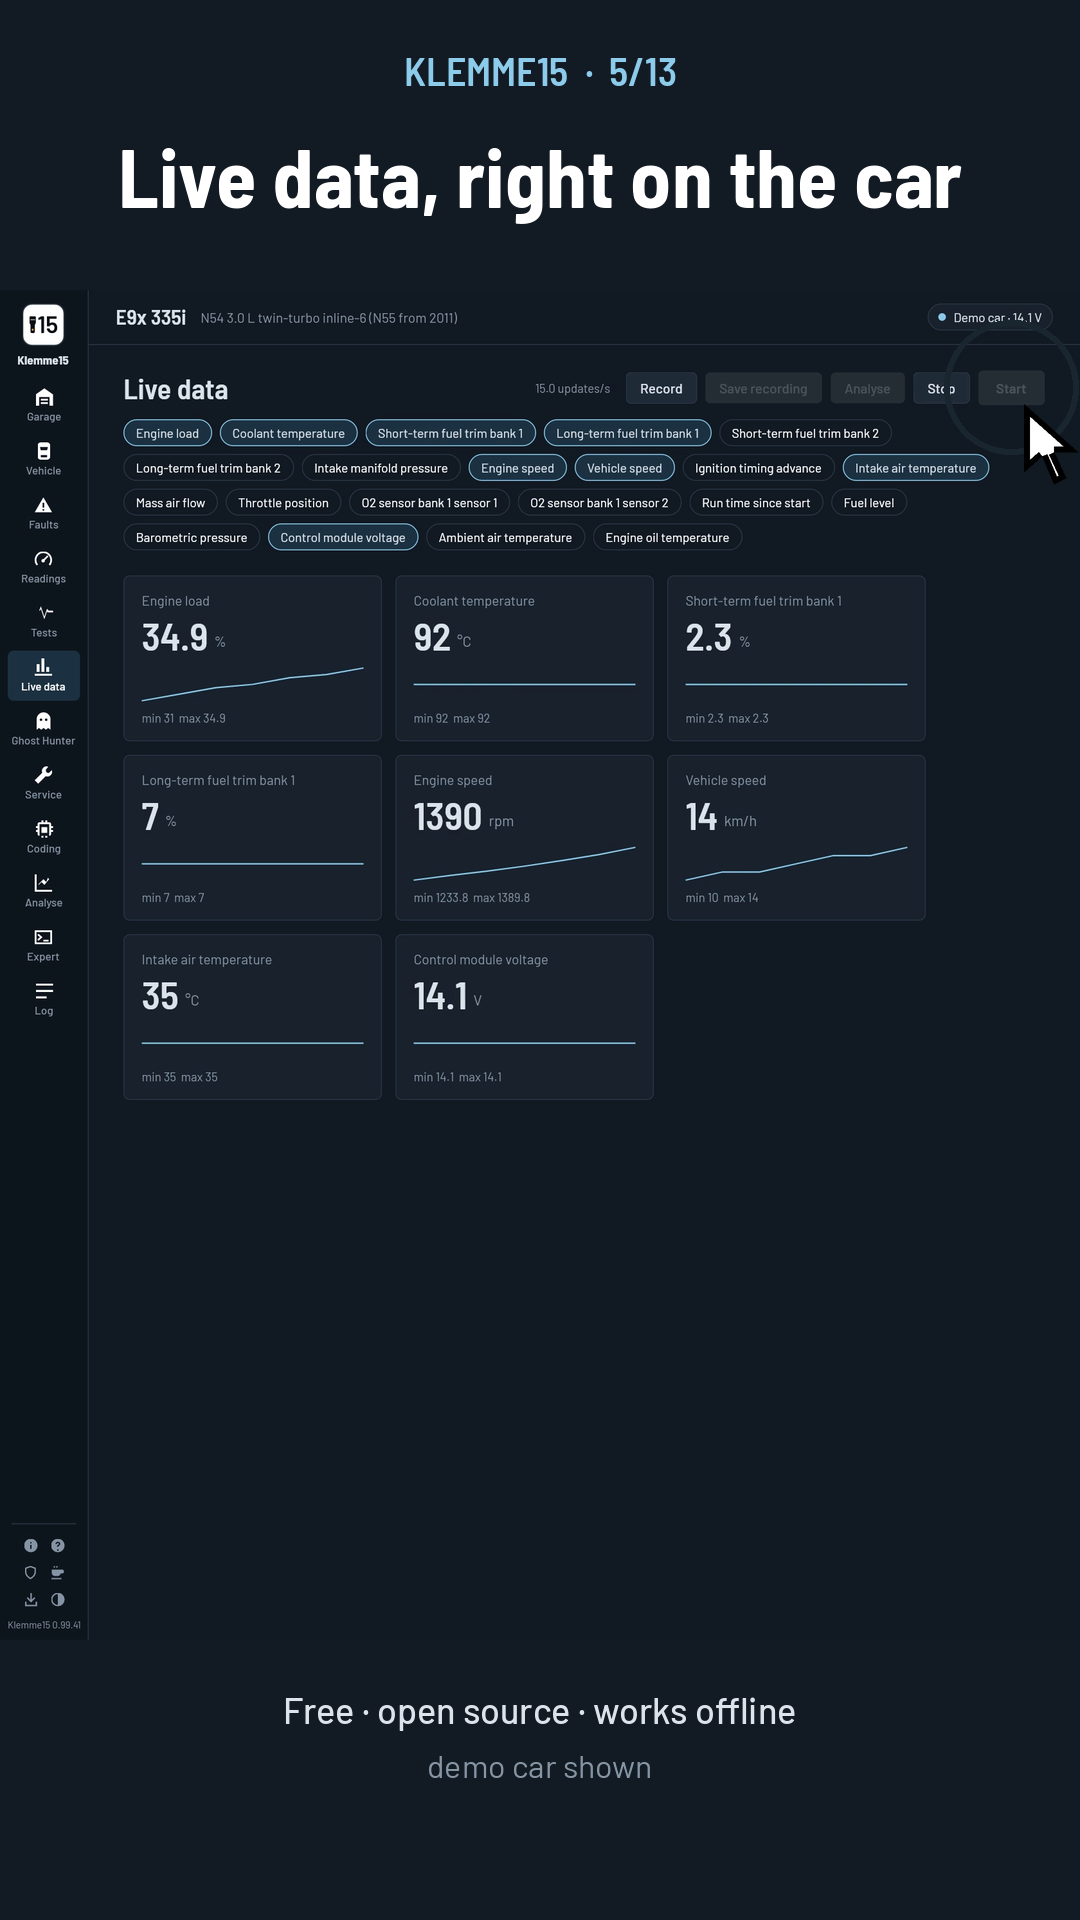 KLEMME15 · 5/13
Live data, right on the car
15
Klemme15
E9x 335i N54 3.0 L twin-turbo inline-6 (N55 from 2011) Demo car · 14.1 V
Garage
Vehicle
Faults
Readings
Tests
Live data
Ghost Hunter
Service
Coding
Analyse
Expert
Log
Live data 15.0 updates/s Record Save recording Analyse Stop Start
Engine load Coolant temperature Short-term fuel trim bank 1 Long-term fuel trim bank 1 Short-term fuel trim bank 2
Long-term fuel trim bank 2 Intake manifold pressure Engine speed Vehicle speed Ignition timing advance Intake air temperature
Mass air flow Throttle position O2 sensor bank 1 sensor 1 O2 sensor bank 1 sensor 2 Run time since start Fuel level
Barometric pressure Control module voltage Ambient air temperature Engine oil temperature
Engine load
34.9 %
min 31 max 34.9
Coolant temperature
92 °C
min 92 max 92
Short-term fuel trim bank 1
2.3 %
min 2.3 max 2.3
Long-term fuel trim bank 1
7 %
min 7 max 7
Engine speed
1390 rpm
min 1233.8 max 1389.8
Vehicle speed
14 km/h
min 10 max 14
Intake air temperature
35 °C
min 35 max 35
Control module voltage
14.1 V
min 14.1 max 14.1
Klemme15 0.99.41
Free · open source · works offline
demo car shown